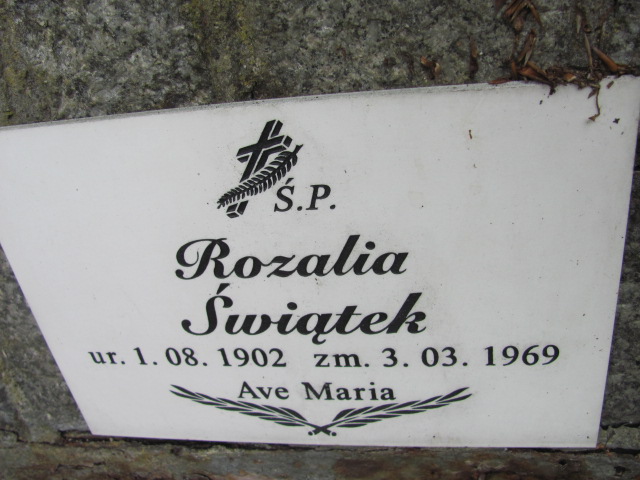 Ś.P.
Rozalia
Świątek
ur. 1. 08. 1902 zm. 3. 03. 1969
Ave Maria